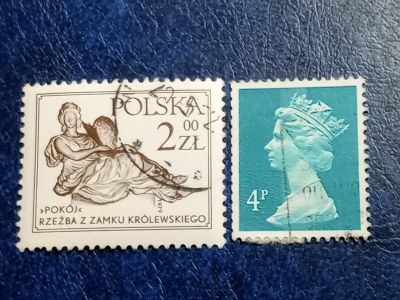 POLSKA
2 00 ZŁ
»POKÓJ«
RZEŹBA Z ZAMKU KRÓLEWSKIEGO
4P